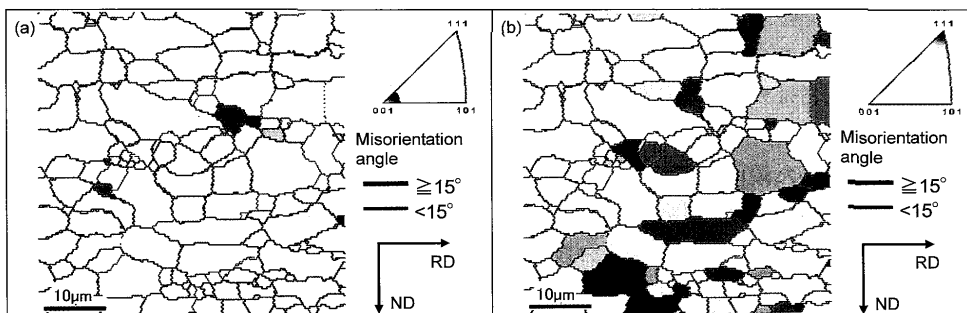 (a)
111
001
101
Misorientation
angle
≧15°
<15°
RD
ND
10μm
(b)
111
001
101
Misorientation
angle
≧15°
<15°
RD
ND
10μm